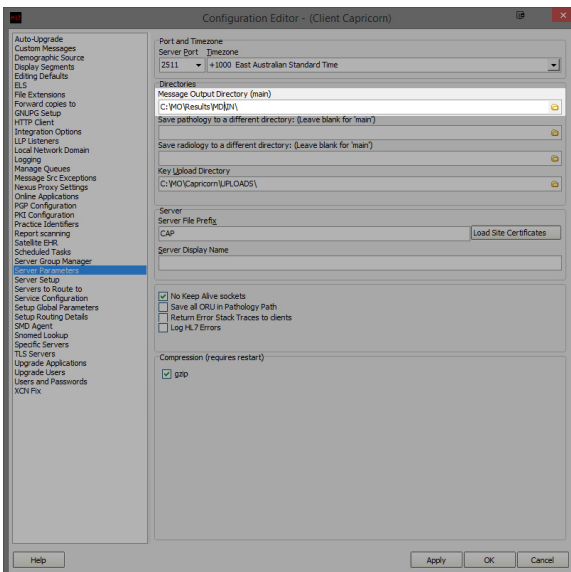 Configuration Editor - (Client Capricorn)
Auto-Upgrade
Custom Messages
Demographic Source
Display Segments
Editing Defaults
ELS
File Extensions
Forward copies to
GNUPG Setup
HTTP Client
Integration Options
LLP Listeners
Local Network Domain
Logging
Manage Queues
Message Src Exceptions
Nexus Proxy Settings
Online Applications
PGP Configuration
PKI Configuration
Practice Identifiers
Report scanning
Satellite EHR
Scheduled Tasks
Server Group Manager
Server Parameters
Server Setup
Servers to Route to
Service Configuration
Setup Global Parameters
Setup Routing Details
SMD Agent
Snomed Lookup
Specific Servers
TLS Servers
Upgrade Applications
Upgrade Users
Users and Passwords
XCN Fix
Port and Timezone
Server Port Timezone
2511 +1000 East Australian Standard Time
Directories
Message Output Directory (main)
C:\MO\Results\MD\IN\
Save pathology to a different directory: (Leave blank for 'main')
Save radiology to a different directory: (Leave blank for 'main')
Key Upload Directory
C:\MO\Capricorn\UPLOADS\
Server
Server File Prefix
CAP Load Site Certificates
Server Display Name
No Keep Alive sockets
Save all ORU in Pathology Path
Return Error Stack Traces to clients
Log HL7 Errors
Compression (requires restart)
gzip
Help Apply OK Cancel